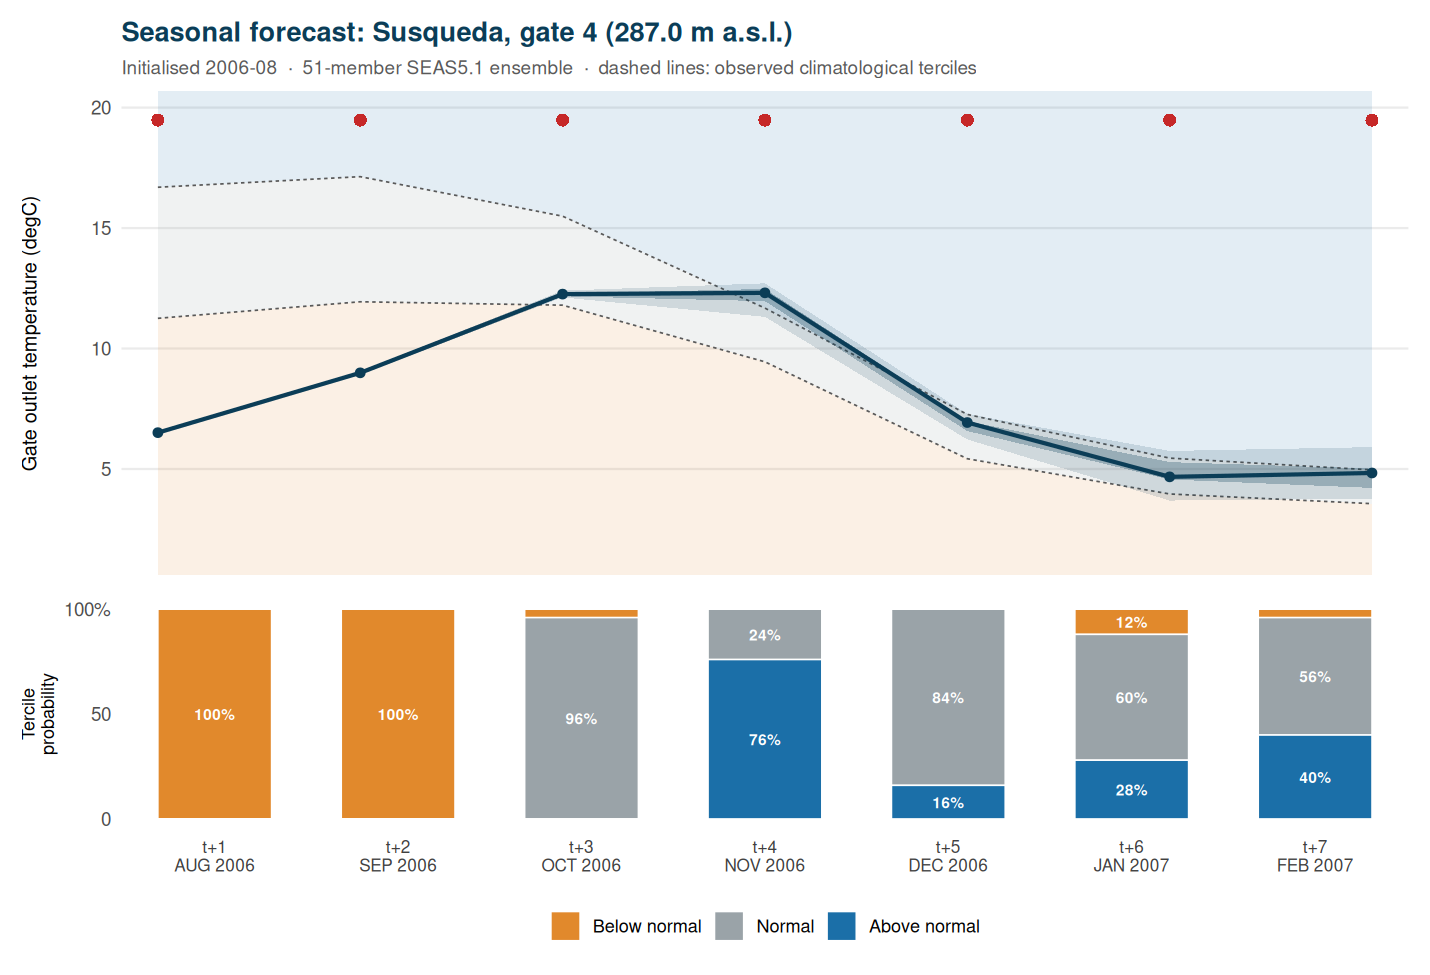 Seasonal forecast: Susqueda, gate 4 (287.0 m a.s.l.)
Initialised 2006-08 · 51-member SEAS5.1 ensemble · dashed lines: observed climatological terciles
Gate outlet temperature (degC)
20
15
10
5
Tercile
probability
100%
50
0
100%
100%
96%
24%
76%
84%
16%
12%
60%
28%
56%
40%
t+1
AUG 2006
t+2
SEP 2006
t+3
OCT 2006
t+4
NOV 2006
t+5
DEC 2006
t+6
JAN 2007
t+7
FEB 2007
Below normal
Normal
Above normal